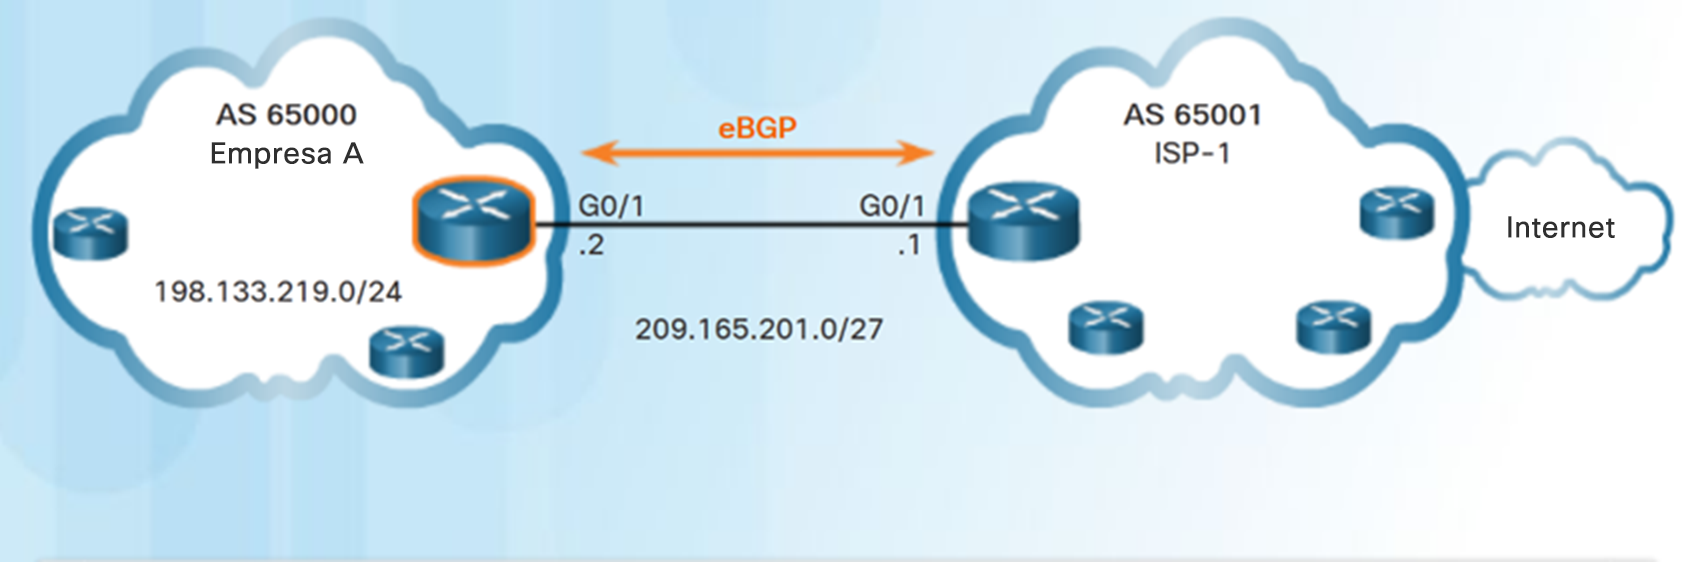 AS 65000
Empresa A
198.133.219.0/24
eBGP
G0/1
.2
G0/1
.1
209.165.201.0/27
AS 65001
ISP-1
Internet